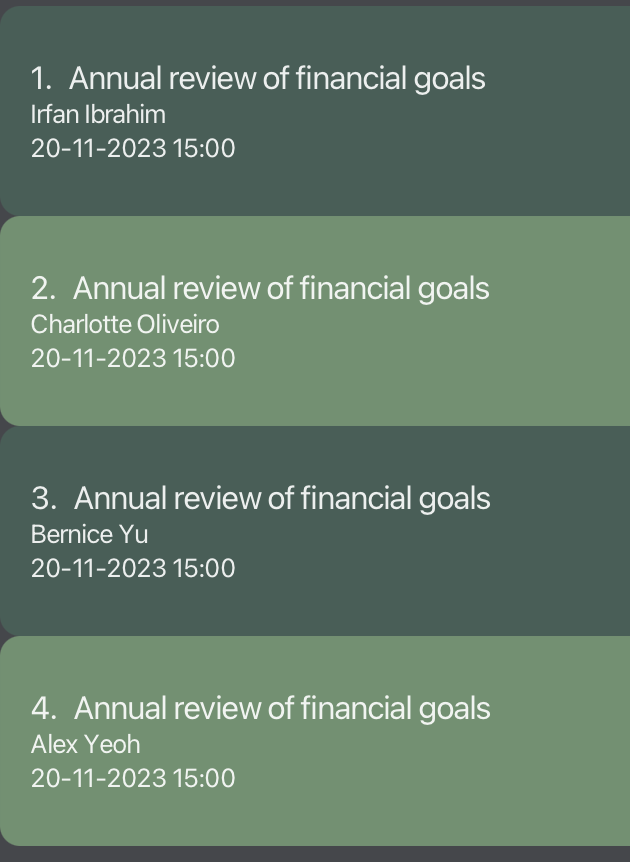 1. Annual review of financial goals
Irfan Ibrahim
20-11-2023 15:00
2. Annual review of financial goals
Charlotte Oliveiro
20-11-2023 15:00
3. Annual review of financial goals
Bernice Yu
20-11-2023 15:00
4. Annual review of financial goals
Alex Yeoh
20-11-2023 15:00